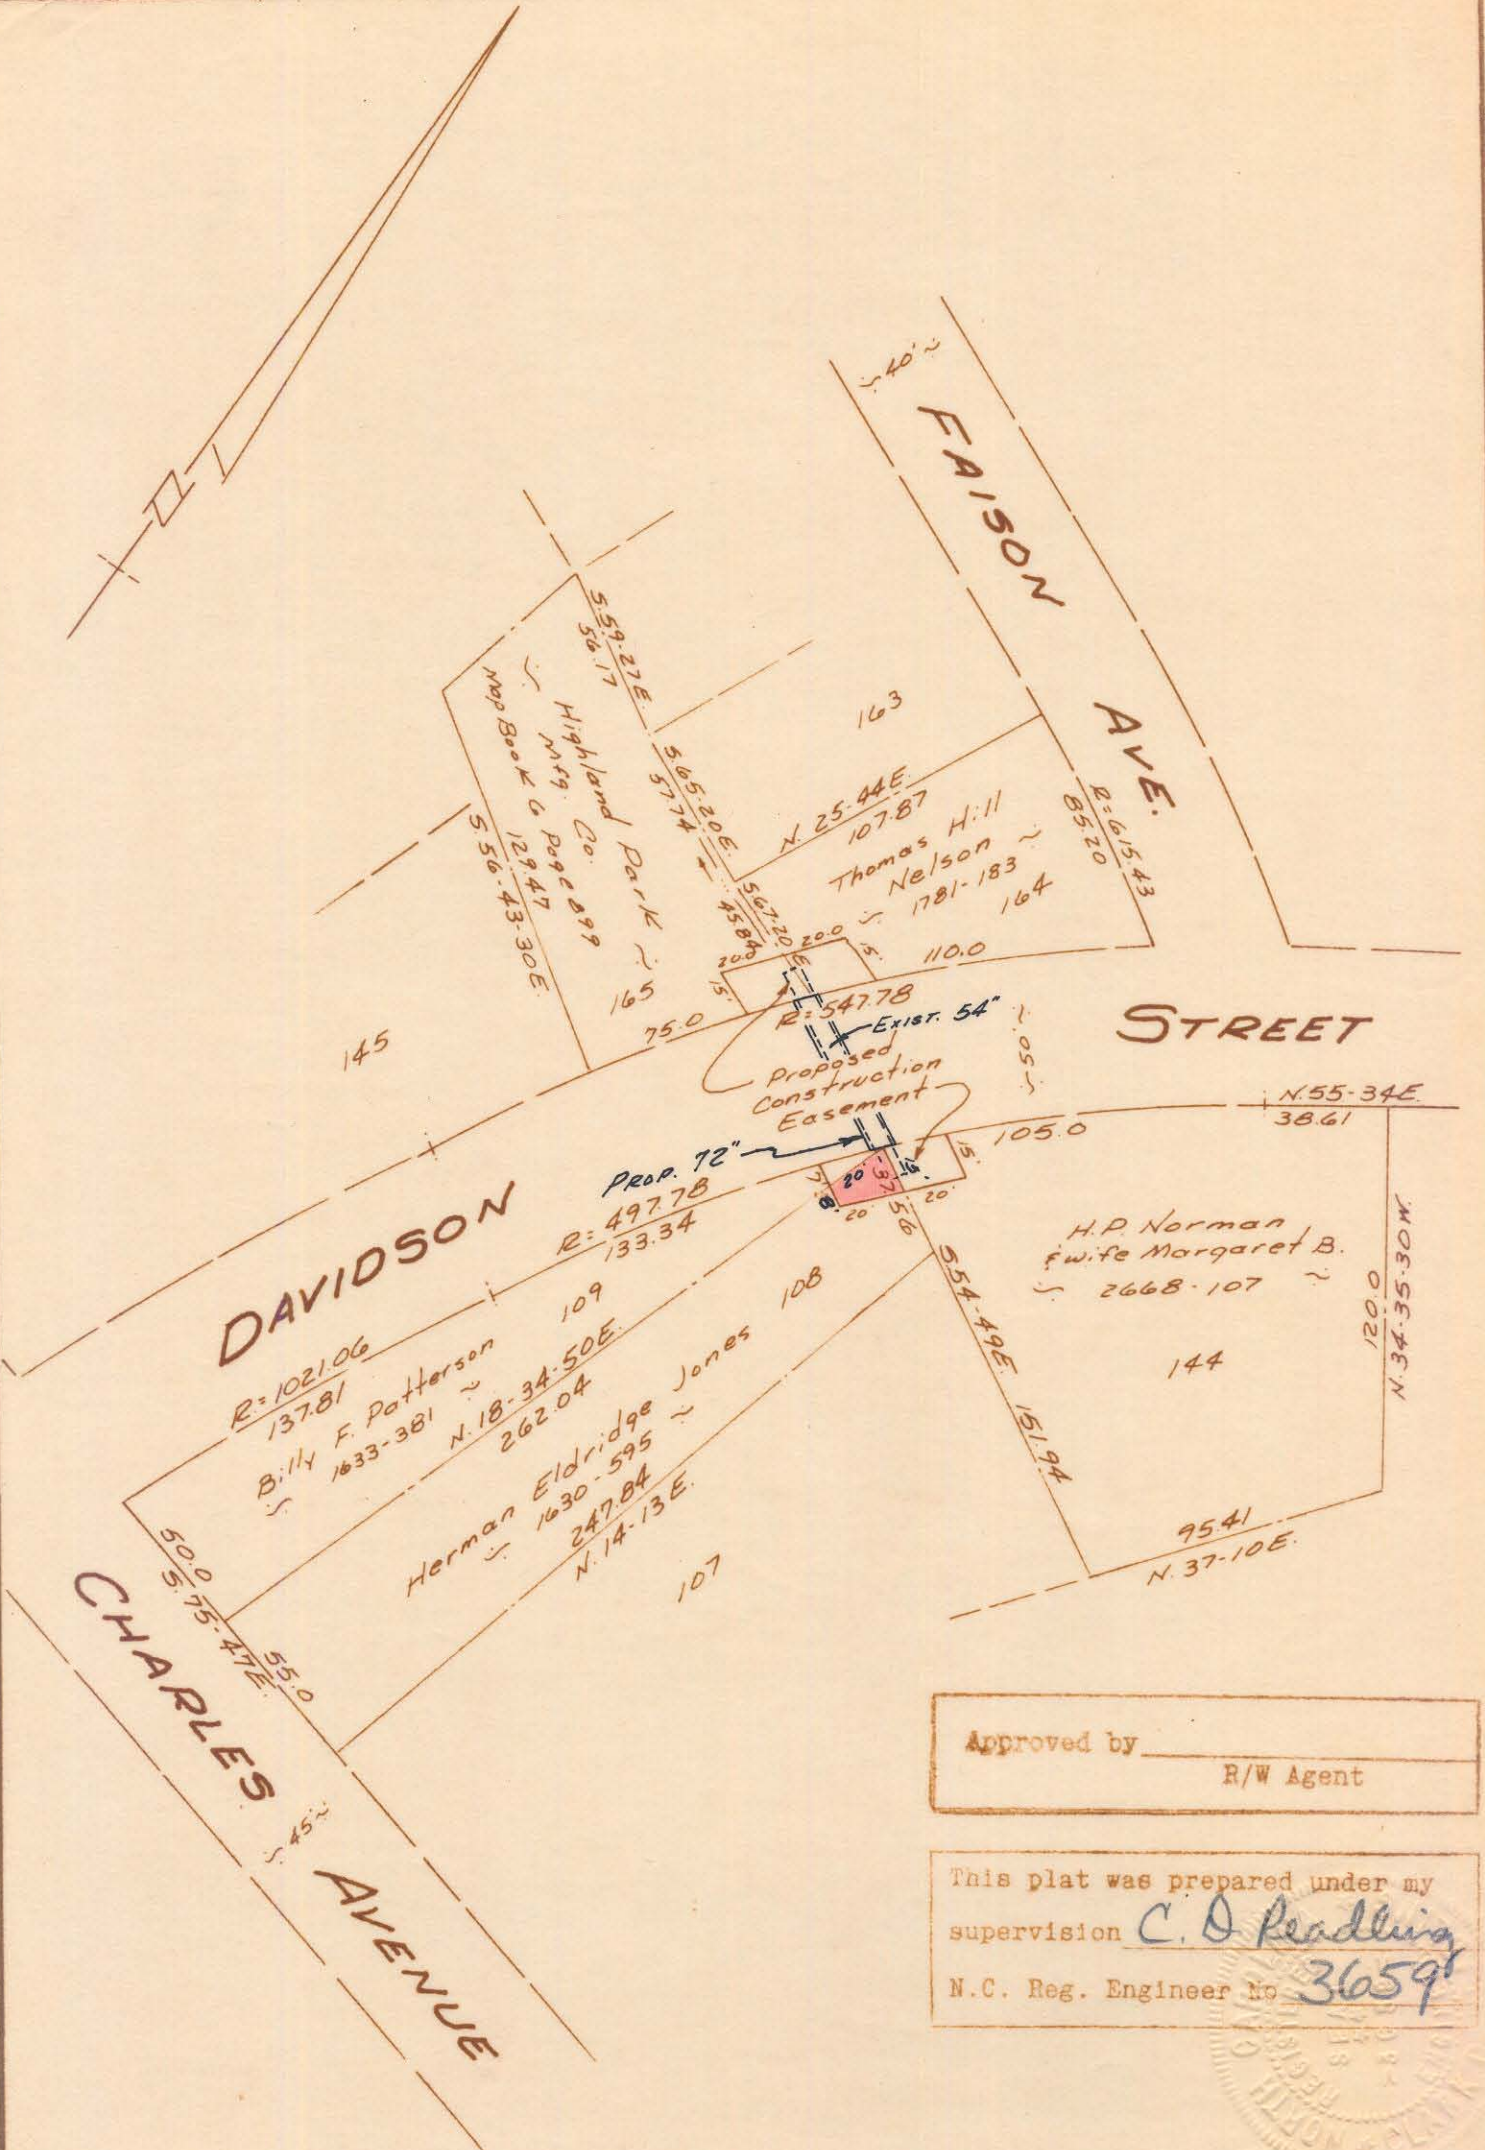 ~ 40' ~
FAISON
AVE.
S.59-27E.
56.17
~ Highland Park ~
Mfg. Co.
Map Book 6 Page 899
129.47
S.56-43-30E.
S.65-20E.
57.74
163
N. 25-44E.
107.87
Thomas Hill
Nelson ~
~ 1781-183
164
R=615.43
85.20
S67-20E
45.84
20.0
20.0
15'
15'
110.0
165
75.0
R=547.78
EXIST. 54"
145
Proposed
Construction
Easement
~ 50' ~
STREET
N.55-34E.
38.61
105.0
PROP. 72"
15'
15'
20'
7.8'
20'
20'
37.56
R=497.78
133.34
DAVIDSON
H.P. Norman
& wife Margaret B.
~ 2668-107 ~
120.0
N.34-35-30W.
144
S54-49E. 151.94
108
109
R=1021.06
137.81
Billy F. Patterson
~ 1633-381 ~
N.18-34-50E.
262.04
Herman Eldridge Jones
~ 1630-595 ~
247.84
N.14-13E.
107
95.41
N.37-10E.
50.0
S.75-47E.
55.0
CHARLES
~ 45' ~
AVENUE
Approved by
R/W Agent
This plat was prepared under my
supervision C. D Readling
N.C. Reg. Engineer No 3659